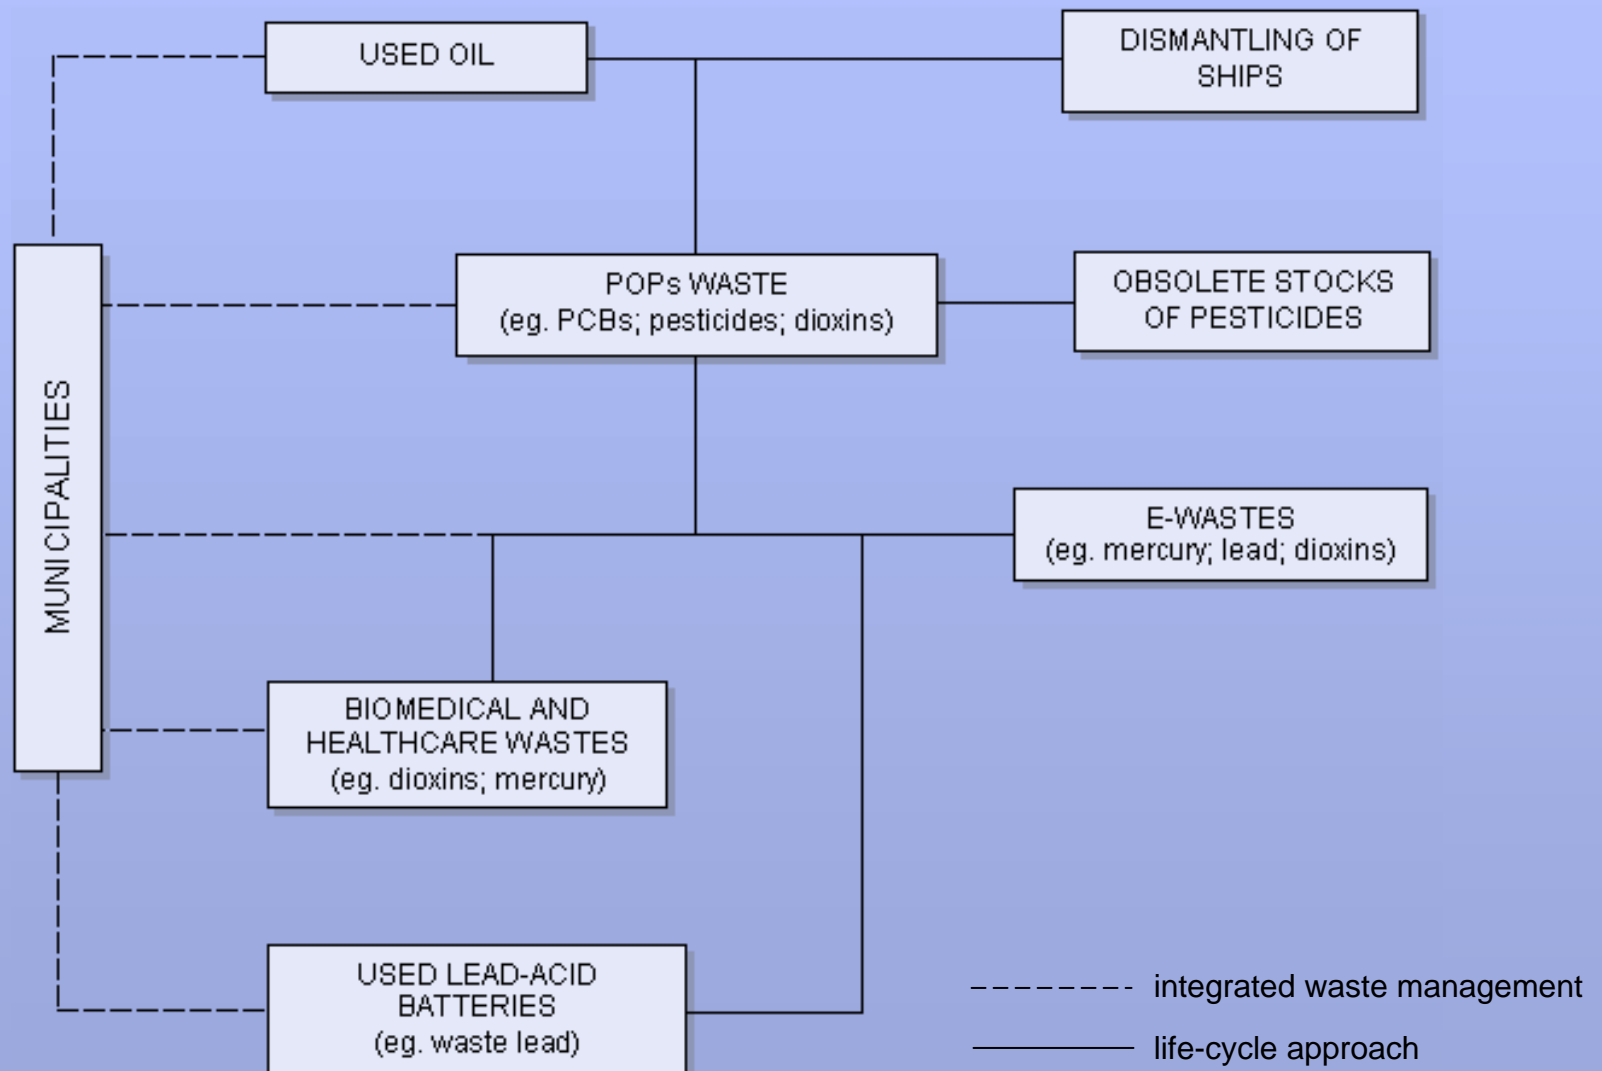 USED OIL
DISMANTLING OF
SHIPS
MUNICIPALITIES
POPs WASTE
(eg. PCBs; pesticides; dioxins)
OBSOLETE STOCKS
OF PESTICIDES
E-WASTES
(eg. mercury; lead; dioxins)
BIOMEDICAL AND
HEALTHCARE WASTES
(eg. dioxins; mercury)
USED LEAD-ACID
BATTERIES
(eg. waste lead)
integrated waste management
life-cycle approach